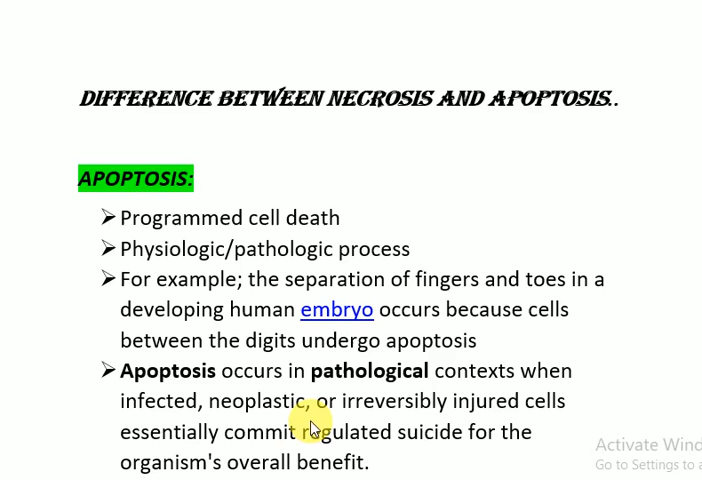 DIFFERENCE BETWEEN NECROSIS AND APOPTOSIS..
APOPTOSIS:
➢ Programmed cell death
➢ Physiologic/pathologic process
➢ For example; the separation of fingers and toes in a
developing human embryo occurs because cells
between the digits undergo apoptosis
➢ Apoptosis occurs in pathological contexts when
infected, neoplastic, or irreversibly injured cells
essentially commit regulated suicide for the
organism's overall benefit.
Activate Wind
Go to Settings to a